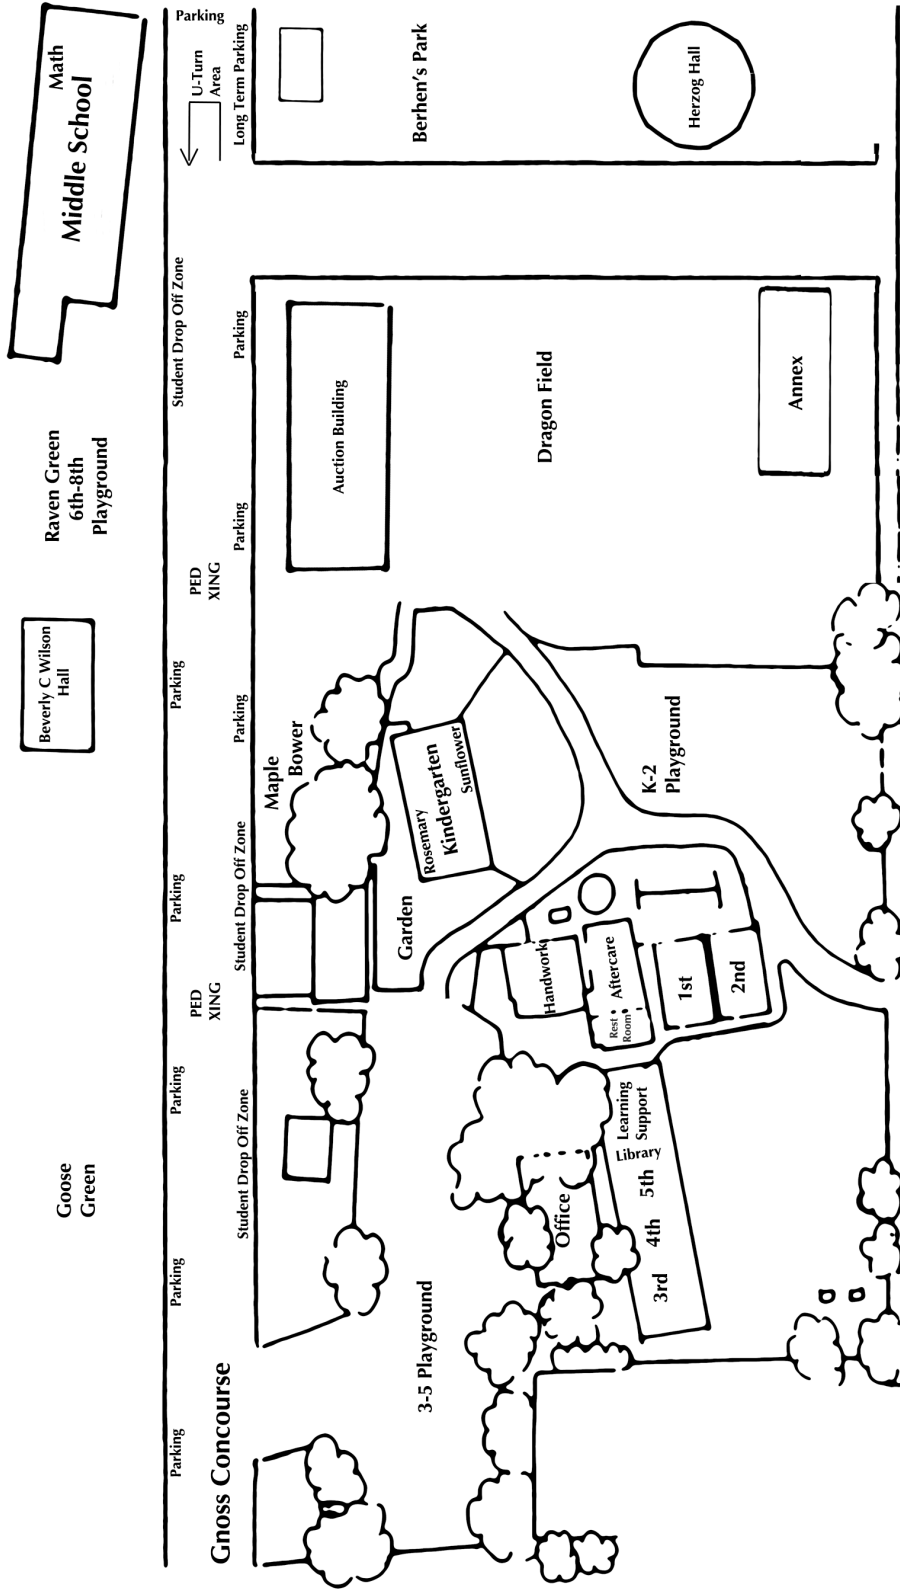 Math
Middle School
Raven Green
6th-8th
Playground
Beverly C Wilson
Hall
Goose
Green
Parking
U-Turn
Area
Student Drop Off Zone
PED
XING
Parking
Parking
PED
XING
Parking
Parking
Parking
Gnoss Concourse
Long Term Parking
Parking
Parking
Parking
Student Drop Off Zone
Student Drop Off Zone
Berhen's Park
Herzog Hall
Auction Building
Dragon Field
Annex
Maple
Bower
Rosemary
Kindergarten
Sunflower
K-2
Playground
Garden
Handwork
Aftercare
Rest
Room
1st
2nd
Learning
Support
Library
5th
4th
3rd
Office
3-5 Playground